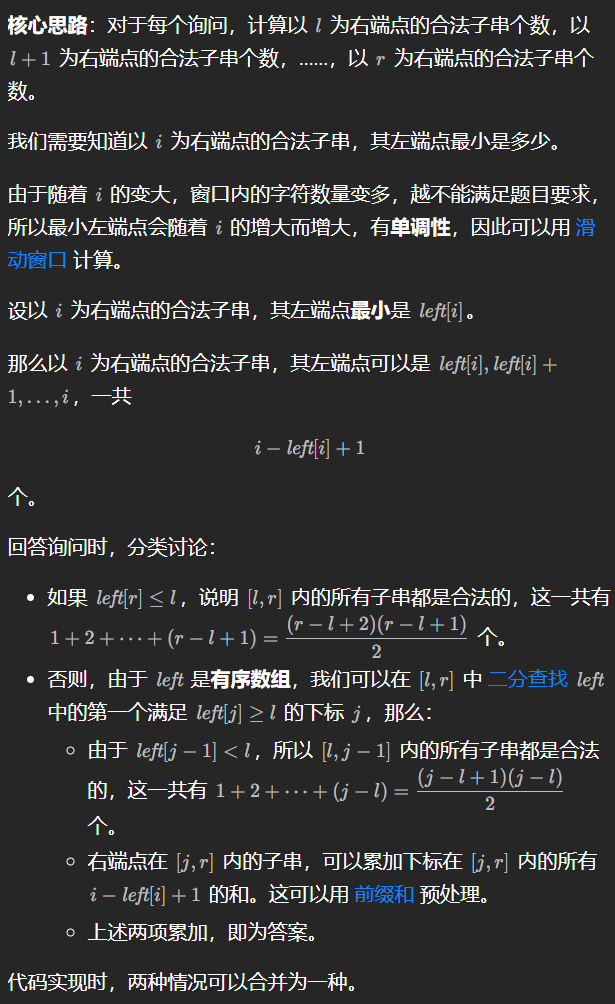 核心思路：对于每个询问，计算以 l 为右端点的合法子串个数，以
l + 1 为右端点的合法子串个数，……，以 r 为右端点的合法子串个
数。
我们需要知道以 i 为右端点的合法子串，其左端点最小是多少。
由于随着 i 的变大，窗口内的字符数量变多，越不能满足题目要求，
所以最小左端点会随着 i 的增大而增大，有单调性，因此可以用 滑
动窗口 计算。
设以 i 为右端点的合法子串，其左端点最小是 left[i]。
那么以 i 为右端点的合法子串，其左端点可以是 left[i], left[i] +
1, …, i，一共
i − left[i] + 1
个。
回答询问时，分类讨论：
• 如果 left[r] ≤ l，说明 [l, r] 内的所有子串都是合法的，这一共有
1 + 2 + ⋯ + (r − l + 1) = (r − l + 2)(r − l + 1) / 2 个。
• 否则，由于 left 是有序数组，我们可以在 [l, r] 中 二分查找 left
中的第一个满足 left[j] ≥ l 的下标 j，那么：
◦ 由于 left[j − 1] < l，所以 [l, j − 1] 内的所有子串都是合法
的，这一共有 1 + 2 + ⋯ + (j − l) = (j − l + 1)(j − l) / 2
个。
◦ 右端点在 [j, r] 内的子串，可以累加下标在 [j, r] 内的所有
i − left[i] + 1 的和。这可以用 前缀和 预处理。
◦ 上述两项累加，即为答案。
代码实现时，两种情况可以合并为一种。